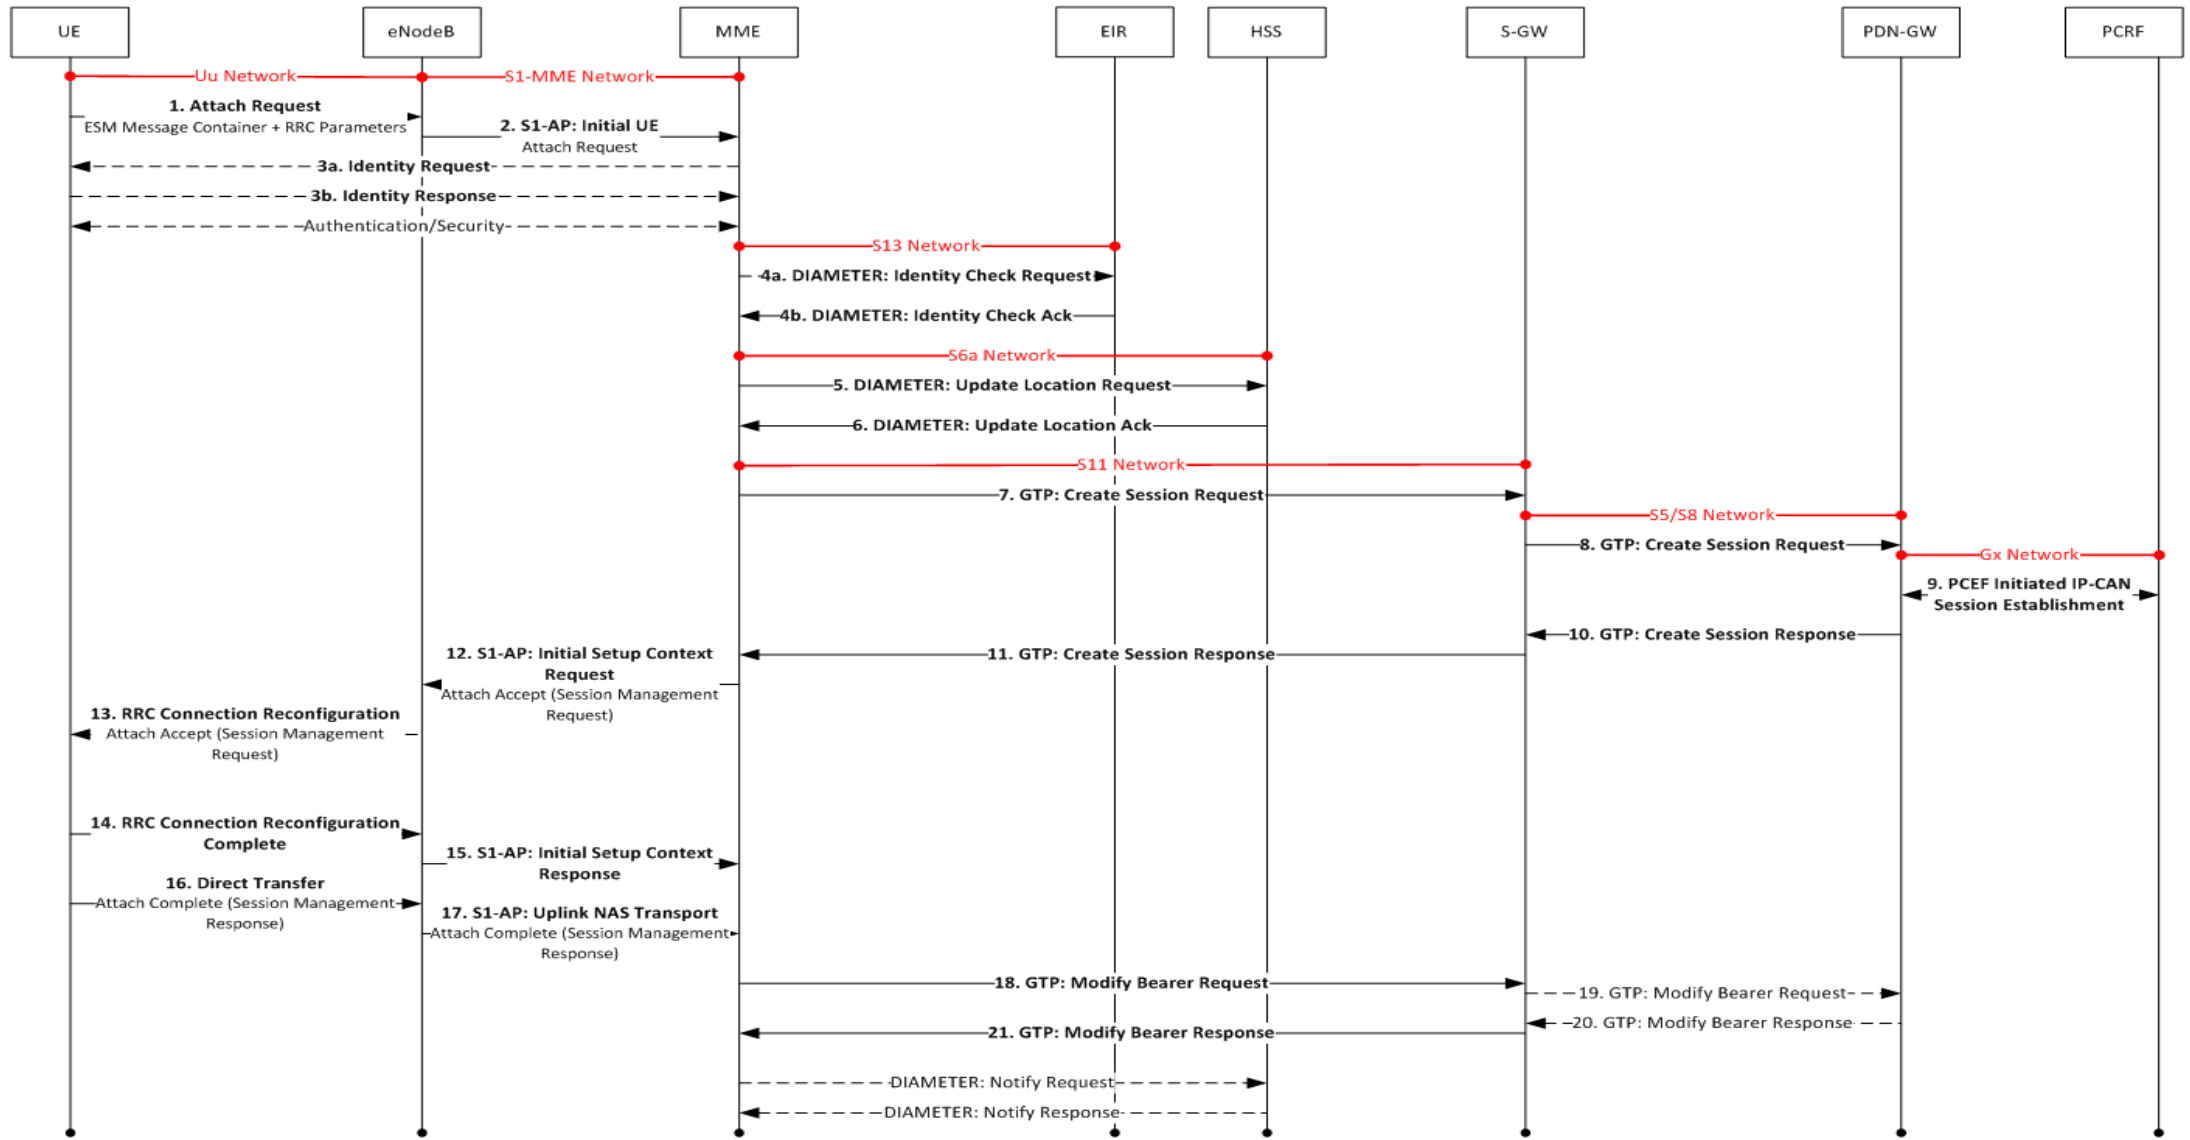 UE
eNodeB
MME
EIR
HSS
S-GW
PDN-GW
PCRF
Uu Network
S1-MME Network
1. Attach Request
ESM Message Container + RRC Parameters
2. S1-AP: Initial UE
Attach Request
3a. Identity Request
3b. Identity Response
Authentication/Security
S13 Network
4a. DIAMETER: Identity Check Request
4b. DIAMETER: Identity Check Ack
S6a Network
5. DIAMETER: Update Location Request
6. DIAMETER: Update Location Ack
S11 Network
7. GTP: Create Session Request
S5/S8 Network
8. GTP: Create Session Request
Gx Network
9. PCEF Initiated IP-CAN
Session Establishment
10. GTP: Create Session Response
11. GTP: Create Session Response
12. S1-AP: Initial Setup Context
Request
Attach Accept (Session Management
Request)
13. RRC Connection Reconfiguration
Attach Accept (Session Management
Request)
14. RRC Connection Reconfiguration
Complete
15. S1-AP: Initial Setup Context
Response
16. Direct Transfer
Attach Complete (Session Management
Response)
17. S1-AP: Uplink NAS Transport
Attach Complete (Session Management
Response)
18. GTP: Modify Bearer Request
19. GTP: Modify Bearer Request
20. GTP: Modify Bearer Response
21. GTP: Modify Bearer Response
DIAMETER: Notify Request
DIAMETER: Notify Response